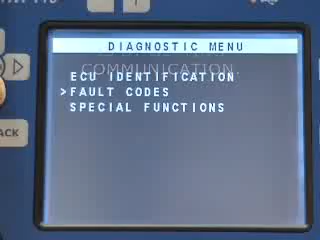 DIAGNOSTIC MENU
ECU IDENTIFICATION
COMMUNICATION.
>FAULT CODES
SPECIAL FUNCTIONS
ACK